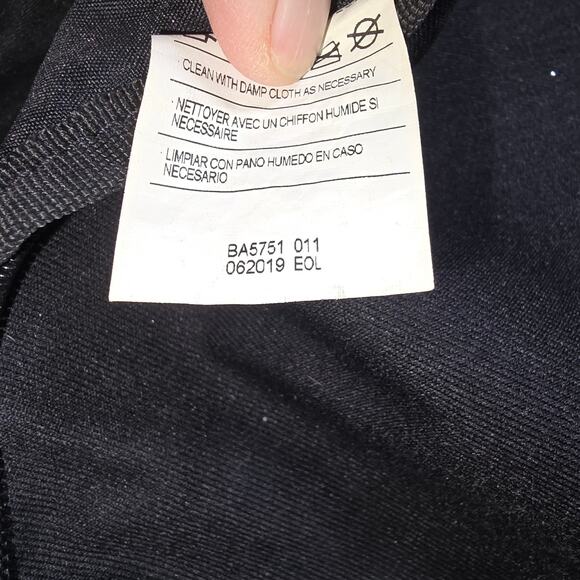 CLEAN WITH DAMP CLOTH AS NECESSARY
NETTOYER AVEC UN CHIFFON HUMIDE SI
NECESSAIRE
LIMPIAR CON PANO HUMEDO EN CASO
NECESARIO
BA5751 011
062019 EOL